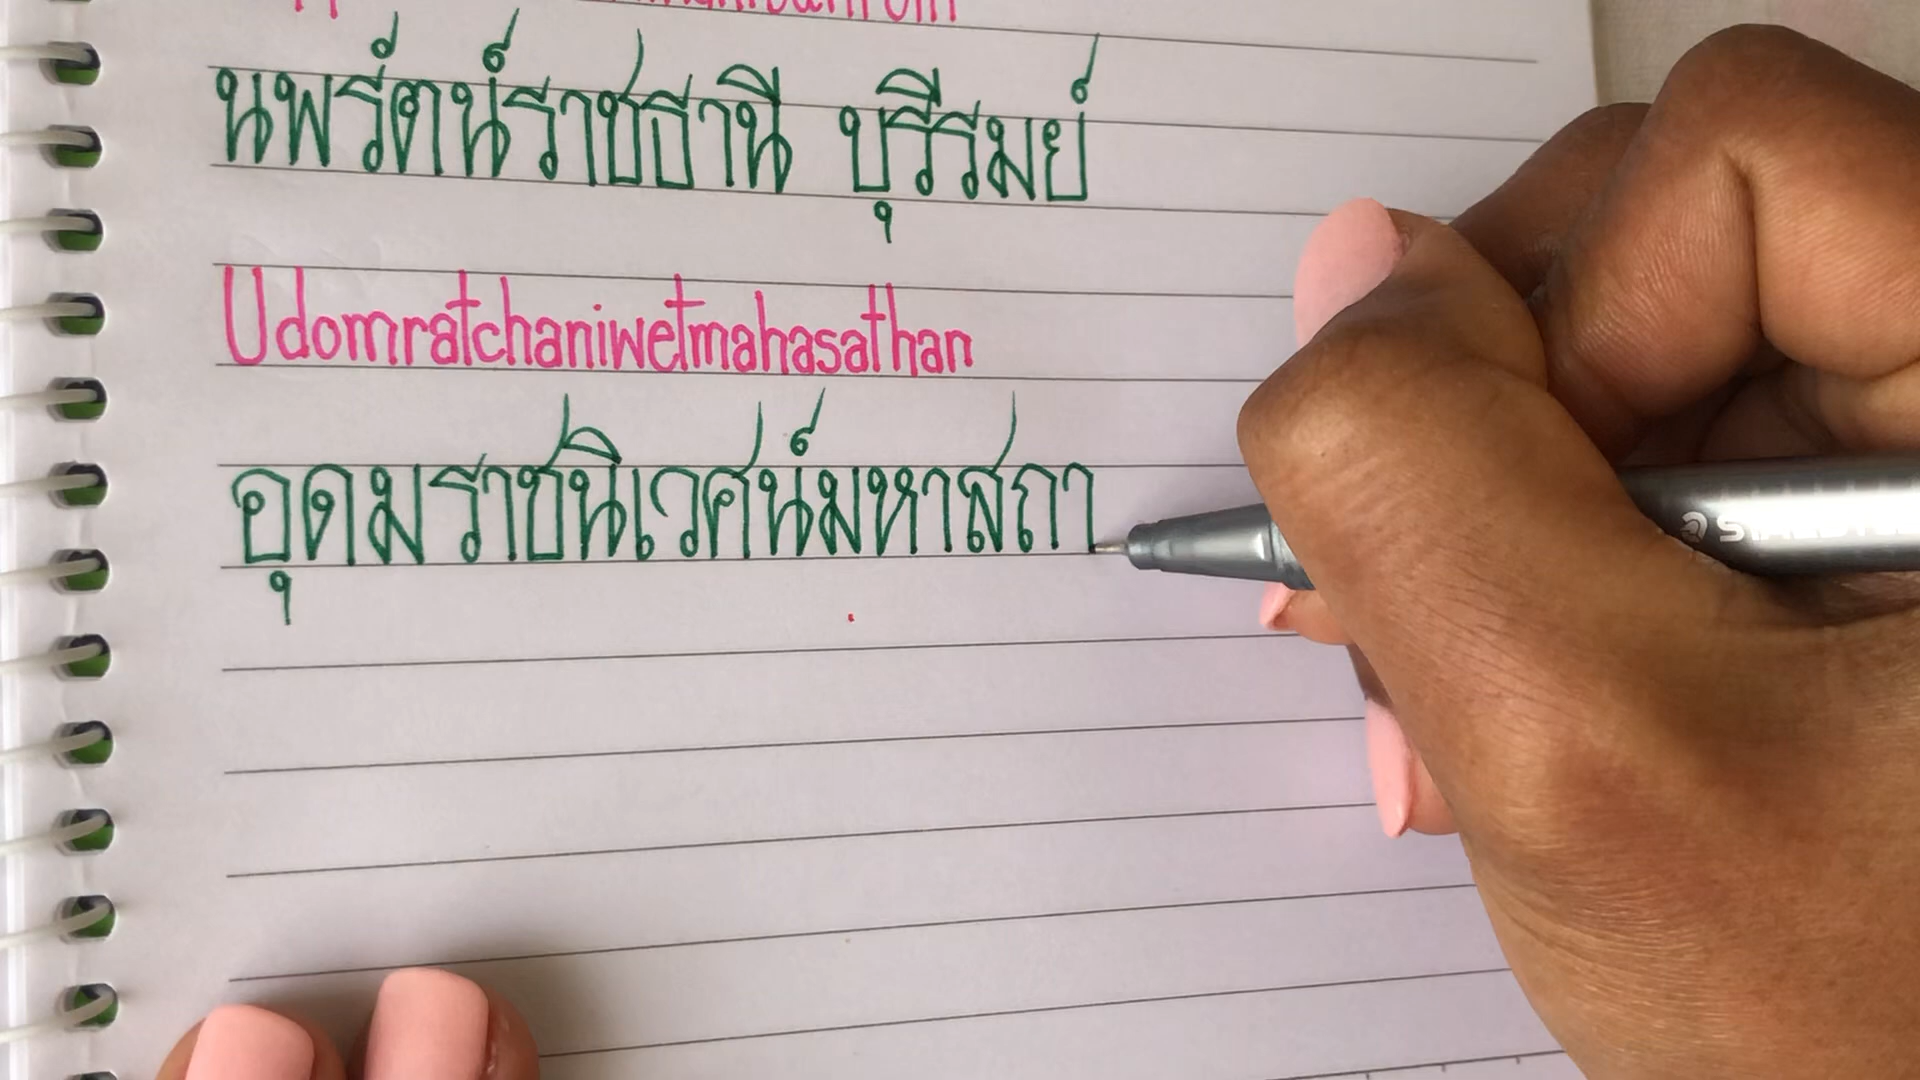 นพรัตน์ราชธานี บุรีรมย์
Udomratchaniwetmahasathan
อุดมราชนิเวศน์มหาสถา